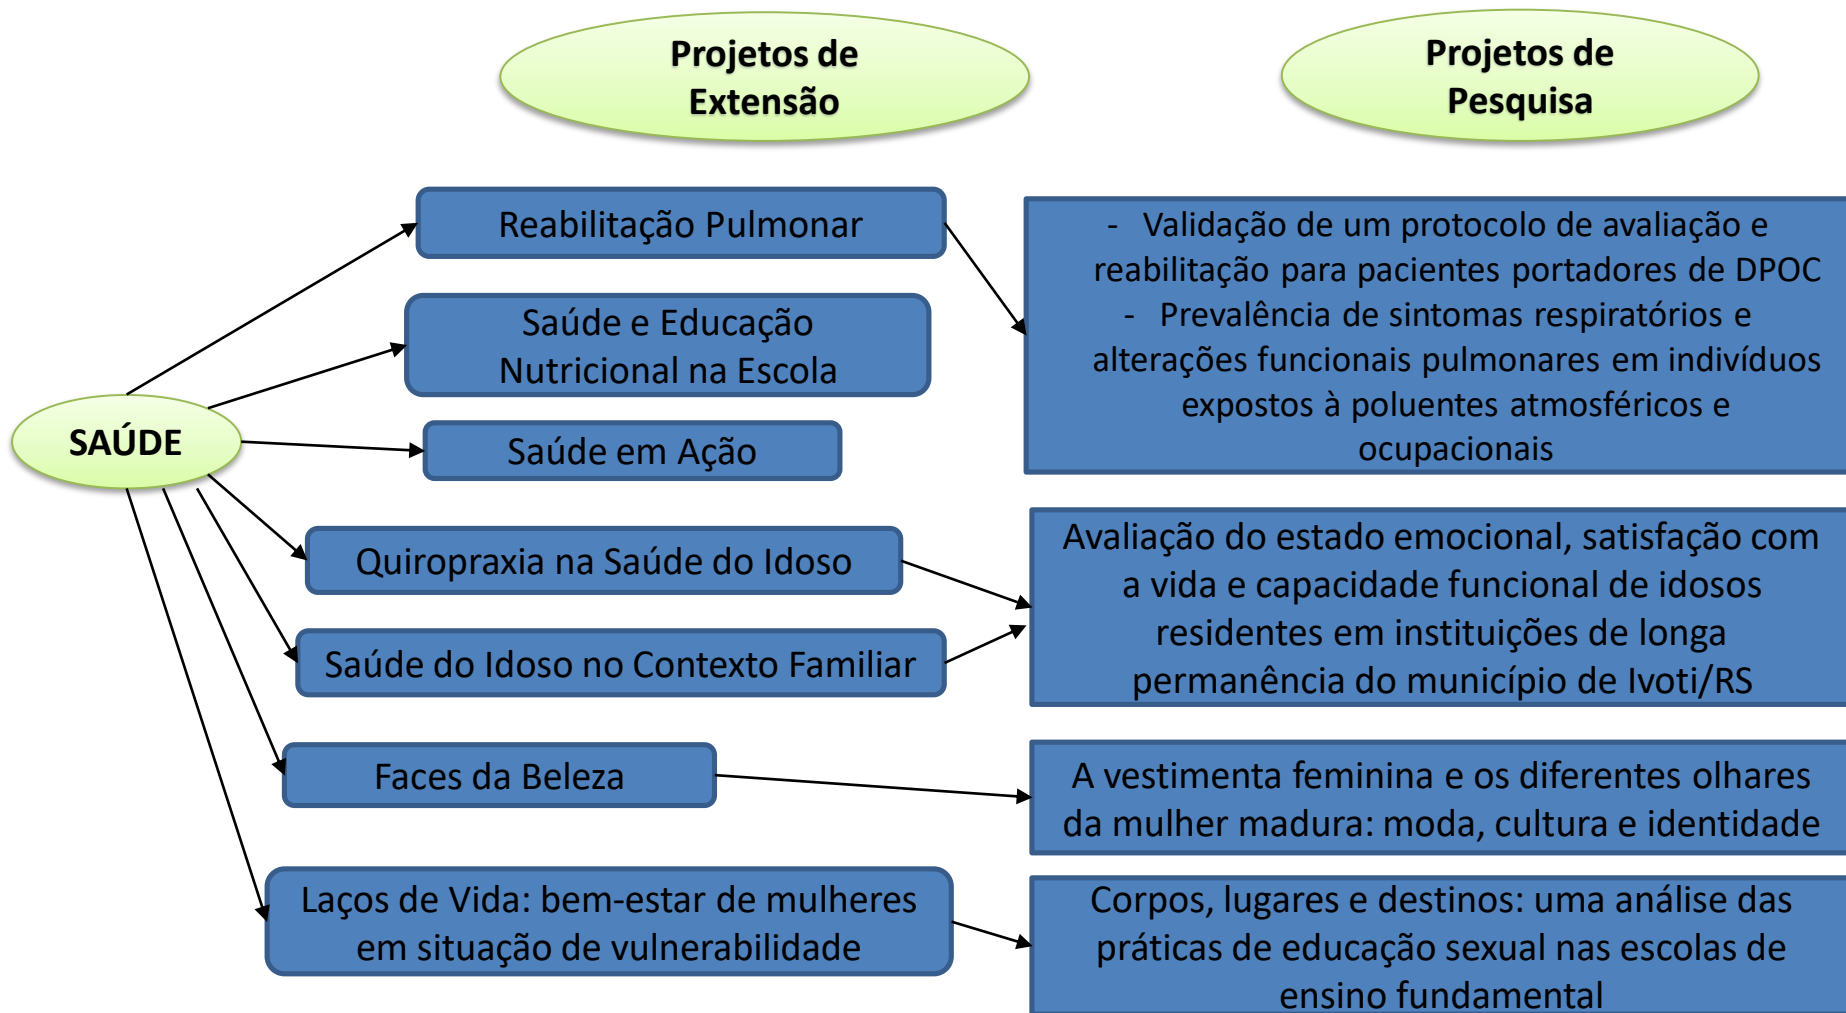 Projetos de
Extensão
Projetos de
Pesquisa
SAÚDE
Reabilitação Pulmonar
Saúde e Educação
Nutricional na Escola
Saúde em Ação
Quiropraxia na Saúde do Idoso
Saúde do Idoso no Contexto Familiar
Faces da Beleza
Laços de Vida: bem-estar de mulheres
em situação de vulnerabilidade
- Validação de um protocolo de avaliação e
reabilitação para pacientes portadores de DPOC
- Prevalência de sintomas respiratórios e
alterações funcionais pulmonares em indivíduos
expostos à poluentes atmosféricos e
ocupacionais
Avaliação do estado emocional, satisfação com
a vida e capacidade funcional de idosos
residentes em instituições de longa
permanência do município de Ivoti/RS
A vestimenta feminina e os diferentes olhares
da mulher madura: moda, cultura e identidade
Corpos, lugares e destinos: uma análise das
práticas de educação sexual nas escolas de
ensino fundamental